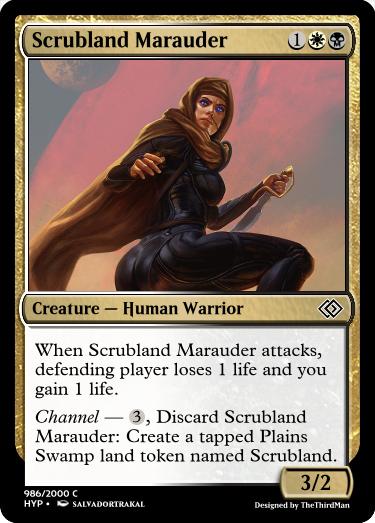 Scrubland Marauder 1
Creature — Human Warrior
When Scrubland Marauder attacks,
defending player loses 1 life and you
gain 1 life.
Channel — 3, Discard Scrubland
Marauder: Create a tapped Plains
Swamp land token named Scrubland.
3/2
986/2000 C
HYP • SALVADORTRAKAL
Designed by TheThirdMan